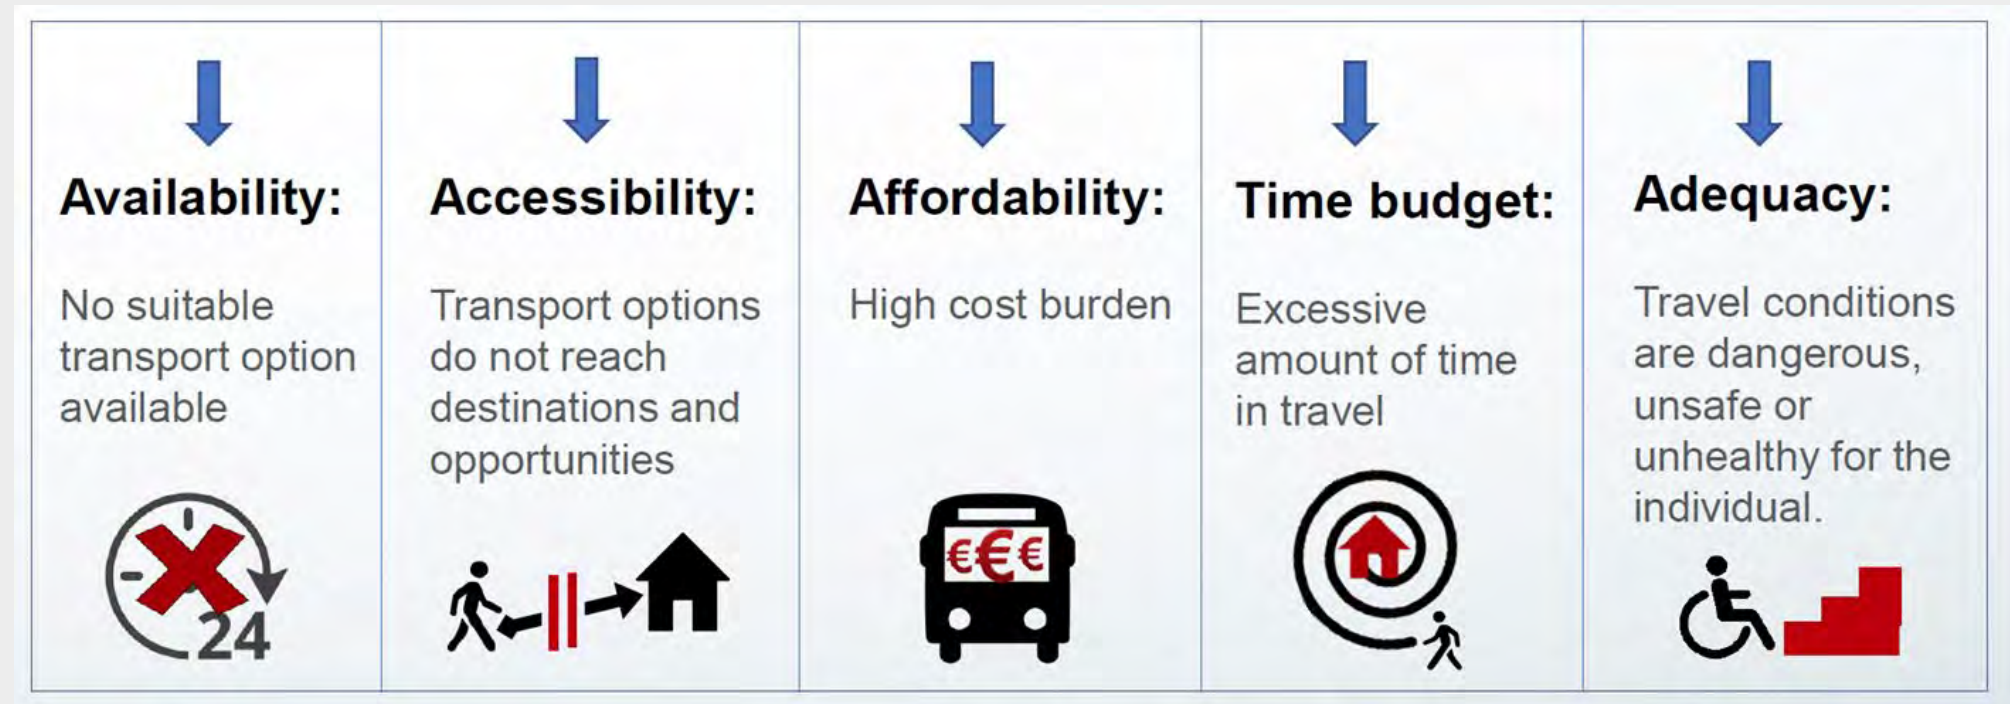 Availability:
No suitable
transport option
available
24
Accessibility:
Transport options
do not reach
destinations and
opportunities
Affordability:
High cost burden
€€€
Time budget:
Excessive
amount of time
in travel
Adequacy:
Travel conditions
are dangerous,
unsafe or
unhealthy for the
individual.